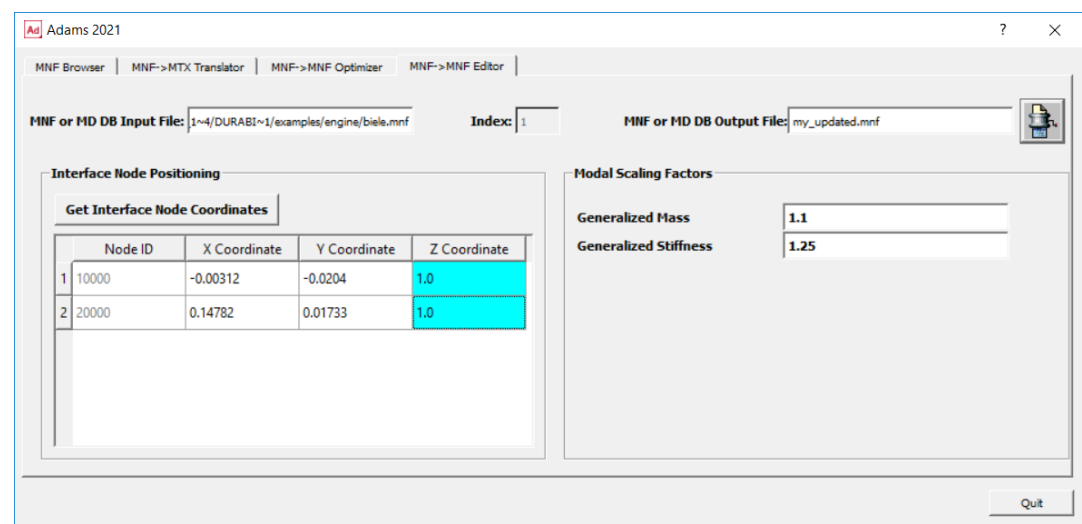 Ad Adams 2021 ?
MNF Browser MNF->MTX Translator MNF->MNF Optimizer MNF->MNF Editor
MNF or MD DB Input File: 1~4/DURABI~1/examples/engine/biele.mnf Index: 1 MNF or MD DB Output File: my_updated.mnf
Interface Node Positioning
Get Interface Node Coordinates
Node ID X Coordinate Y Coordinate Z Coordinate
1 10000 -0.00312 -0.0204 1.0
2 20000 0.14782 0.01733 1.0
Modal Scaling Factors
Generalized Mass 1.1
Generalized Stiffness 1.25
Quit